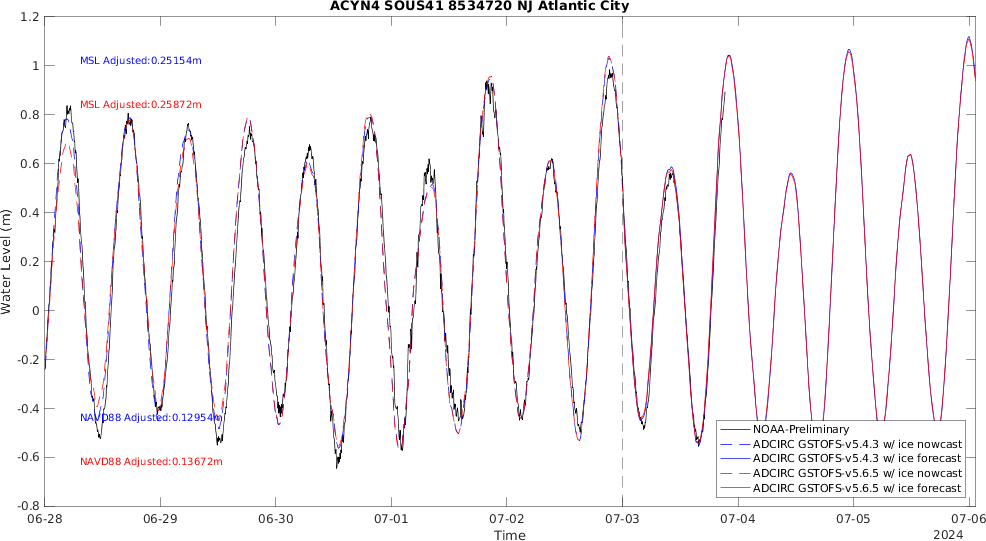 ACYN4 SOUS41 8534720 NJ Atlantic City
1.2
1
0.8
0.6
0.4
0.2
0
-0.2
-0.4
-0.6
-0.8
Water Level (m)
MSL Adjusted:0.25154m
MSL Adjusted:0.25872m
NAVD88 Adjusted:0.12954m
NAVD88 Adjusted:0.13672m
NOAA-Preliminary
ADCIRC GSTOFS-v5.4.3 w/ ice nowcast
ADCIRC GSTOFS-v5.4.3 w/ ice forecast
ADCIRC GSTOFS-v5.6.5 w/ ice nowcast
ADCIRC GSTOFS-v5.6.5 w/ ice forecast
06-28 06-29 06-30 07-01 07-02 07-03 07-04 07-05 07-06
Time
2024